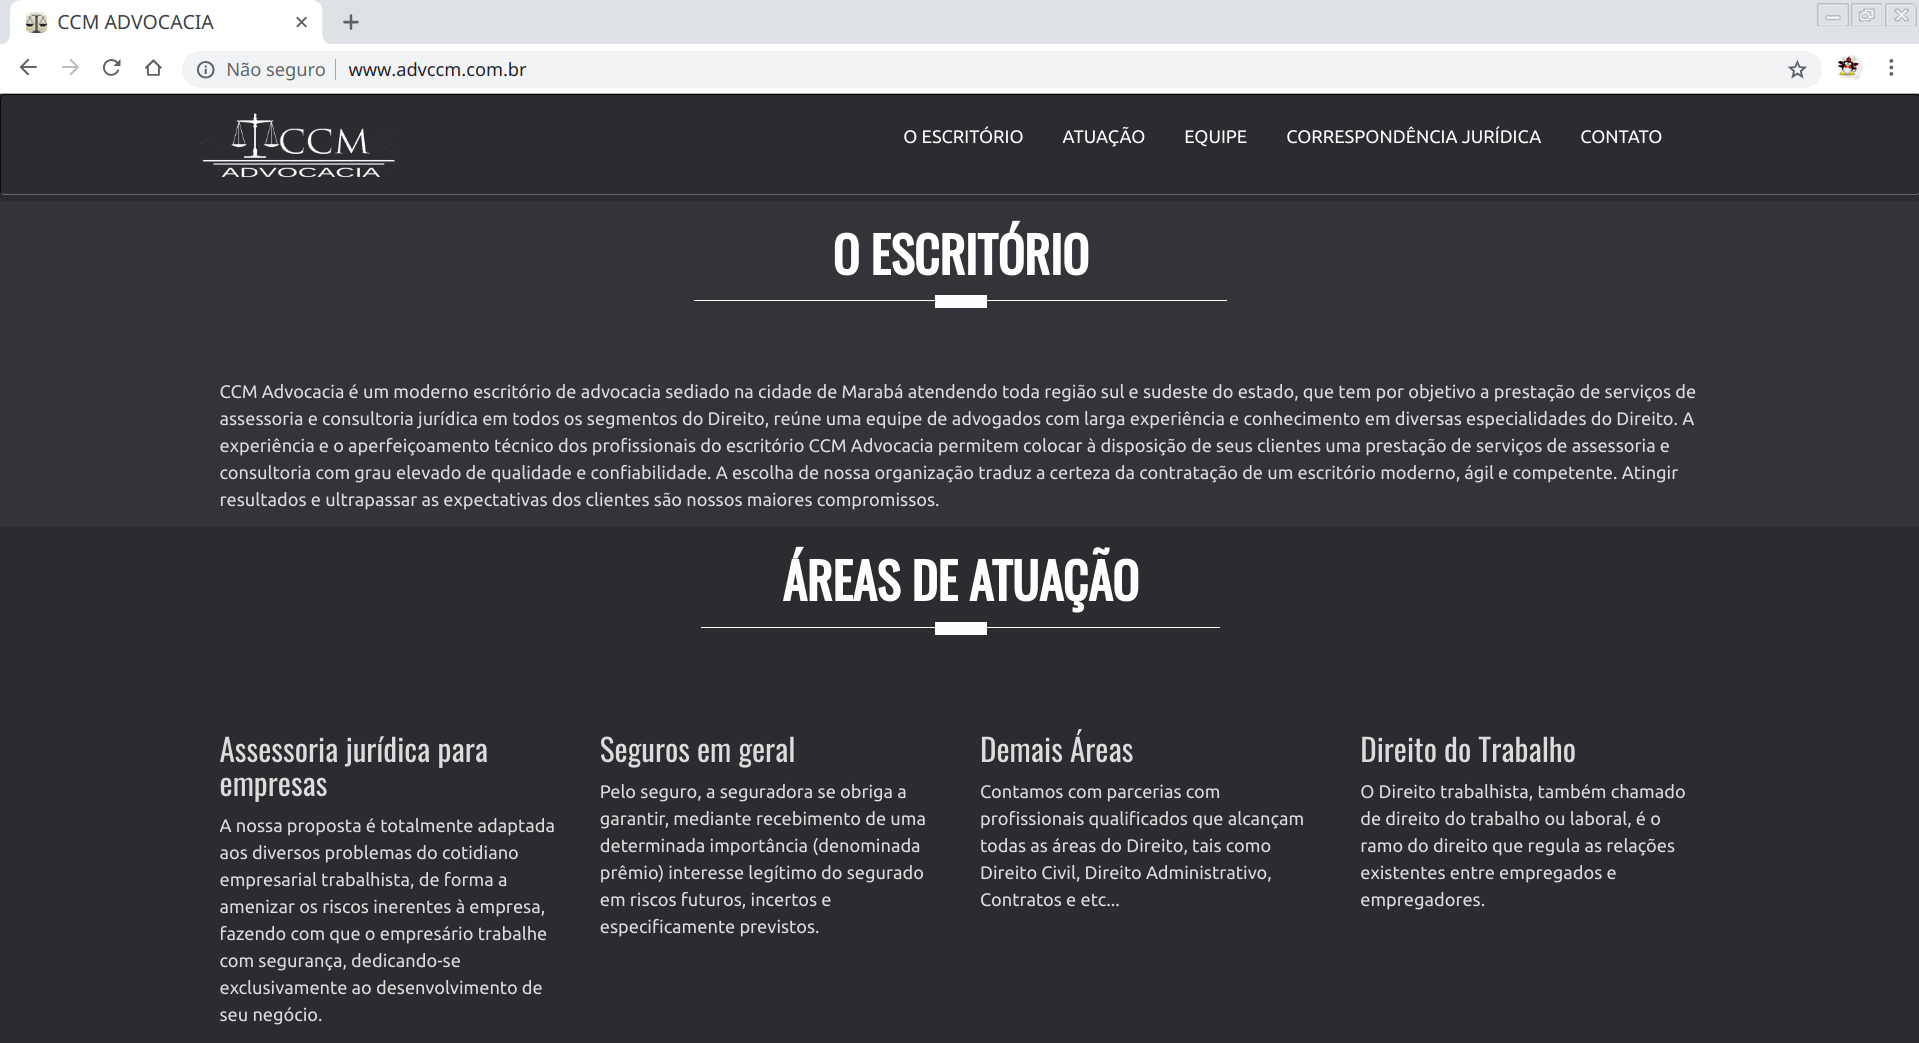 CCM ADVOCACIA
Não seguro
www.advccm.com.br
CCM
ADVOCACIA
O ESCRITÓRIO
ATUAÇÃO
EQUIPE
CORRESPONDÊNCIA JURÍDICA
CONTATO
O ESCRITÓRIO
CCM Advocacia é um moderno escritório de advocacia sediado na cidade de Marabá atendendo toda região sul e sudeste do estado, que tem por objetivo a prestação de serviços de
assessoria e consultoria jurídica em todos os segmentos do Direito, reúne uma equipe de advogados com larga experiência e conhecimento em diversas especialidades do Direito. A
experiência e o aperfeiçoamento técnico dos profissionais do escritório CCM Advocacia permitem colocar à disposição de seus clientes uma prestação de serviços de assessoria e
consultoria com grau elevado de qualidade e confiabilidade. A escolha de nossa organização traduz a certeza da contratação de um escritório moderno, ágil e competente. Atingir
resultados e ultrapassar as expectativas dos clientes são nossos maiores compromissos.
ÁREAS DE ATUAÇÃO
Assessoria jurídica para
empresas
A nossa proposta é totalmente adaptada
aos diversos problemas do cotidiano
empresarial trabalhista, de forma a
amenizar os riscos inerentes à empresa,
fazendo com que o empresário trabalhe
com segurança, dedicando-se
exclusivamente ao desenvolvimento de
seu negócio.
Seguros em geral
Pelo seguro, a seguradora se obriga a
garantir, mediante recebimento de uma
determinada importância (denominada
prêmio) interesse legítimo do segurado
em riscos futuros, incertos e
especificamente previstos.
Demais Áreas
Contamos com parcerias com
profissionais qualificados que alcançam
todas as áreas do Direito, tais como
Direito Civil, Direito Administrativo,
Contratos e etc...
Direito do Trabalho
O Direito trabalhista, também chamado
de direito do trabalho ou laboral, é o
ramo do direito que regula as relações
existentes entre empregados e
empregadores.